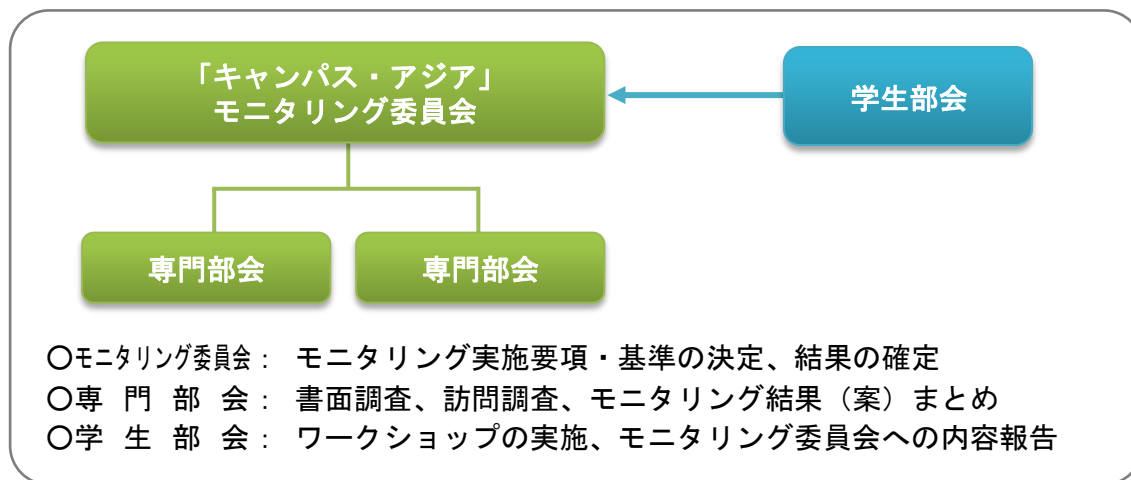 「キャンパス・アジア」
モニタリング委員会
学生部会
専門部会
専門部会
○モニタリング委員会： モニタリング実施要項・基準の決定、結果の確定
○専 門 部 会： 書面調査、訪問調査、モニタリング結果（案）まとめ
○学 生 部 会： ワークショップの実施、モニタリング委員会への内容報告